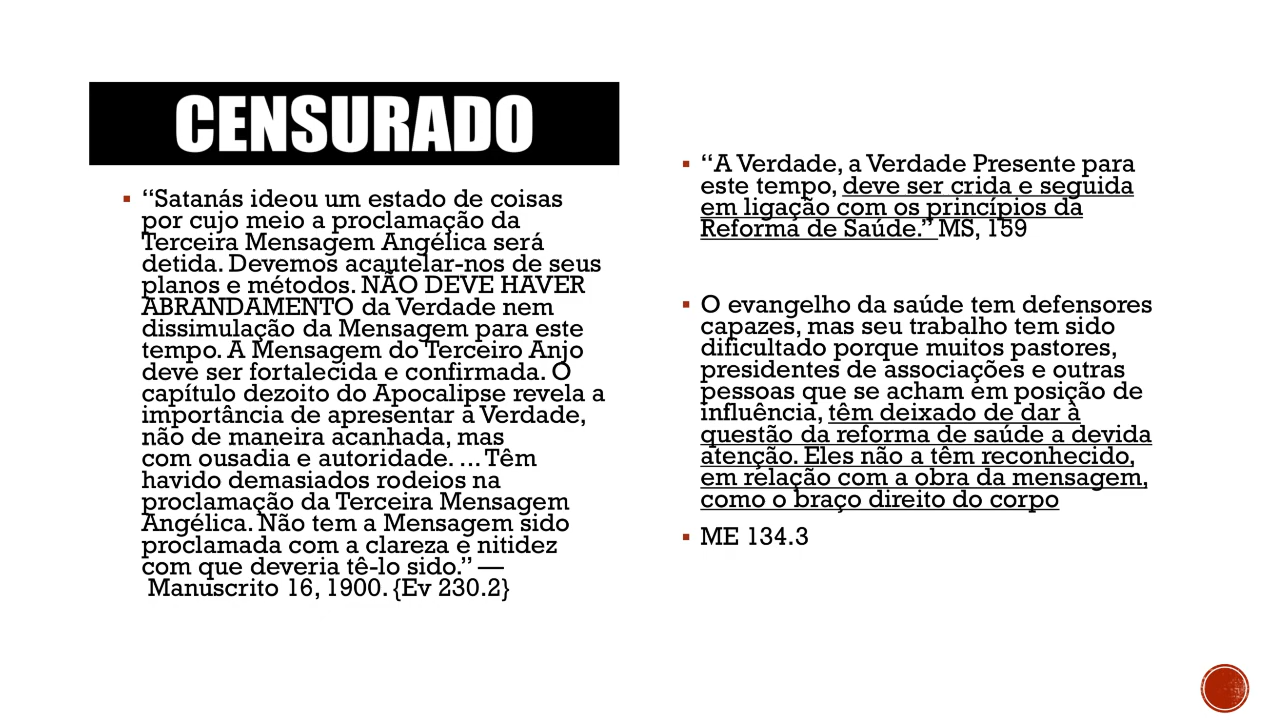 CENSURADO
“Satanás ideou um estado de coisas
por cujo meio a proclamação da
Terceira Mensagem Angélica será
detida. Devemos acautelar-nos de seus
planos e métodos. NÃO DEVE HAVER
ABRANDAMENTO da Verdade nem
dissimulação da Mensagem para este
tempo. A Mensagem do Terceiro Anjo
deve ser fortalecida e confirmada. O
capítulo dezoito do Apocalipse revela a
importância de apresentar a Verdade,
não de maneira acanhada, mas
com ousadia e autoridade. ... Têm
havido demasiados rodeios na
proclamação da Terceira Mensagem
Angélica. Não tem a Mensagem sido
proclamada com a clareza e nitidez
com que deveria tê-lo sido.” —
Manuscrito 16, 1900. {Ev 230.2}
“A Verdade, a Verdade Presente para
este tempo, deve ser crida e seguida
em ligação com os princípios da
Reforma de Saúde.” MS, 159
O evangelho da saúde tem defensores
capazes, mas seu trabalho tem sido
dificultado porque muitos pastores,
presidentes de associações e outras
pessoas que se acham em posição de
influência, têm deixado de dar à
questão da reforma de saúde a devida
atenção. Eles não a têm reconhecido,
em relação com a obra da mensagem,
como o braço direito do corpo
ME 134.3